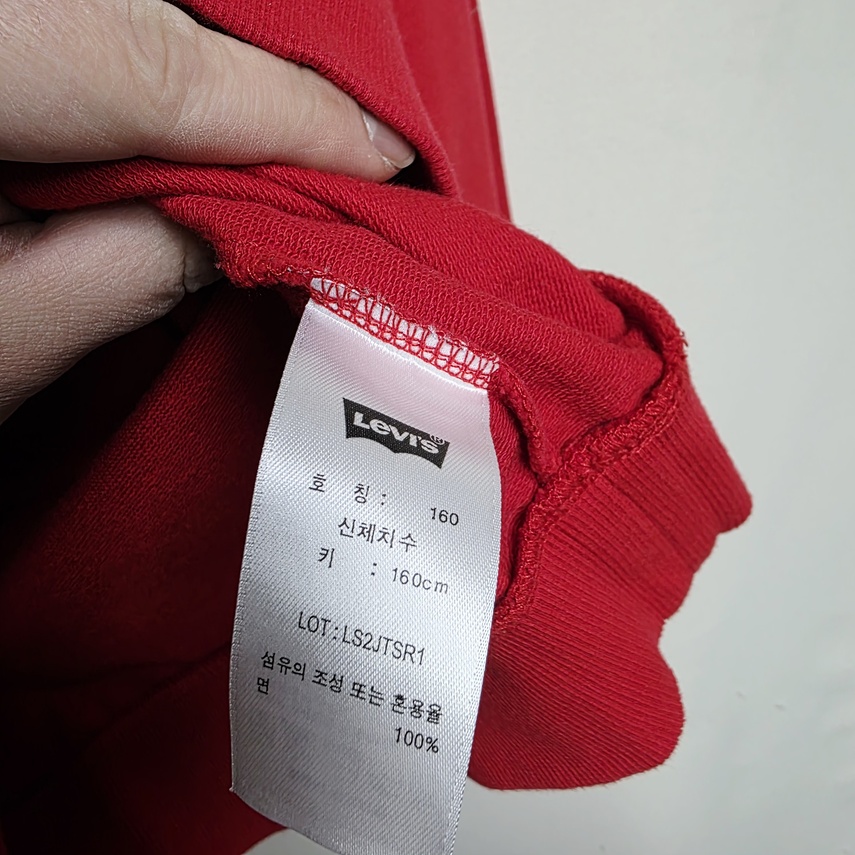 Levi's®
호 칭 : 160
신체치수
키 : 160cm
LOT:LS2JTSR1
섬유의 조성 또는 혼용율
면
100%